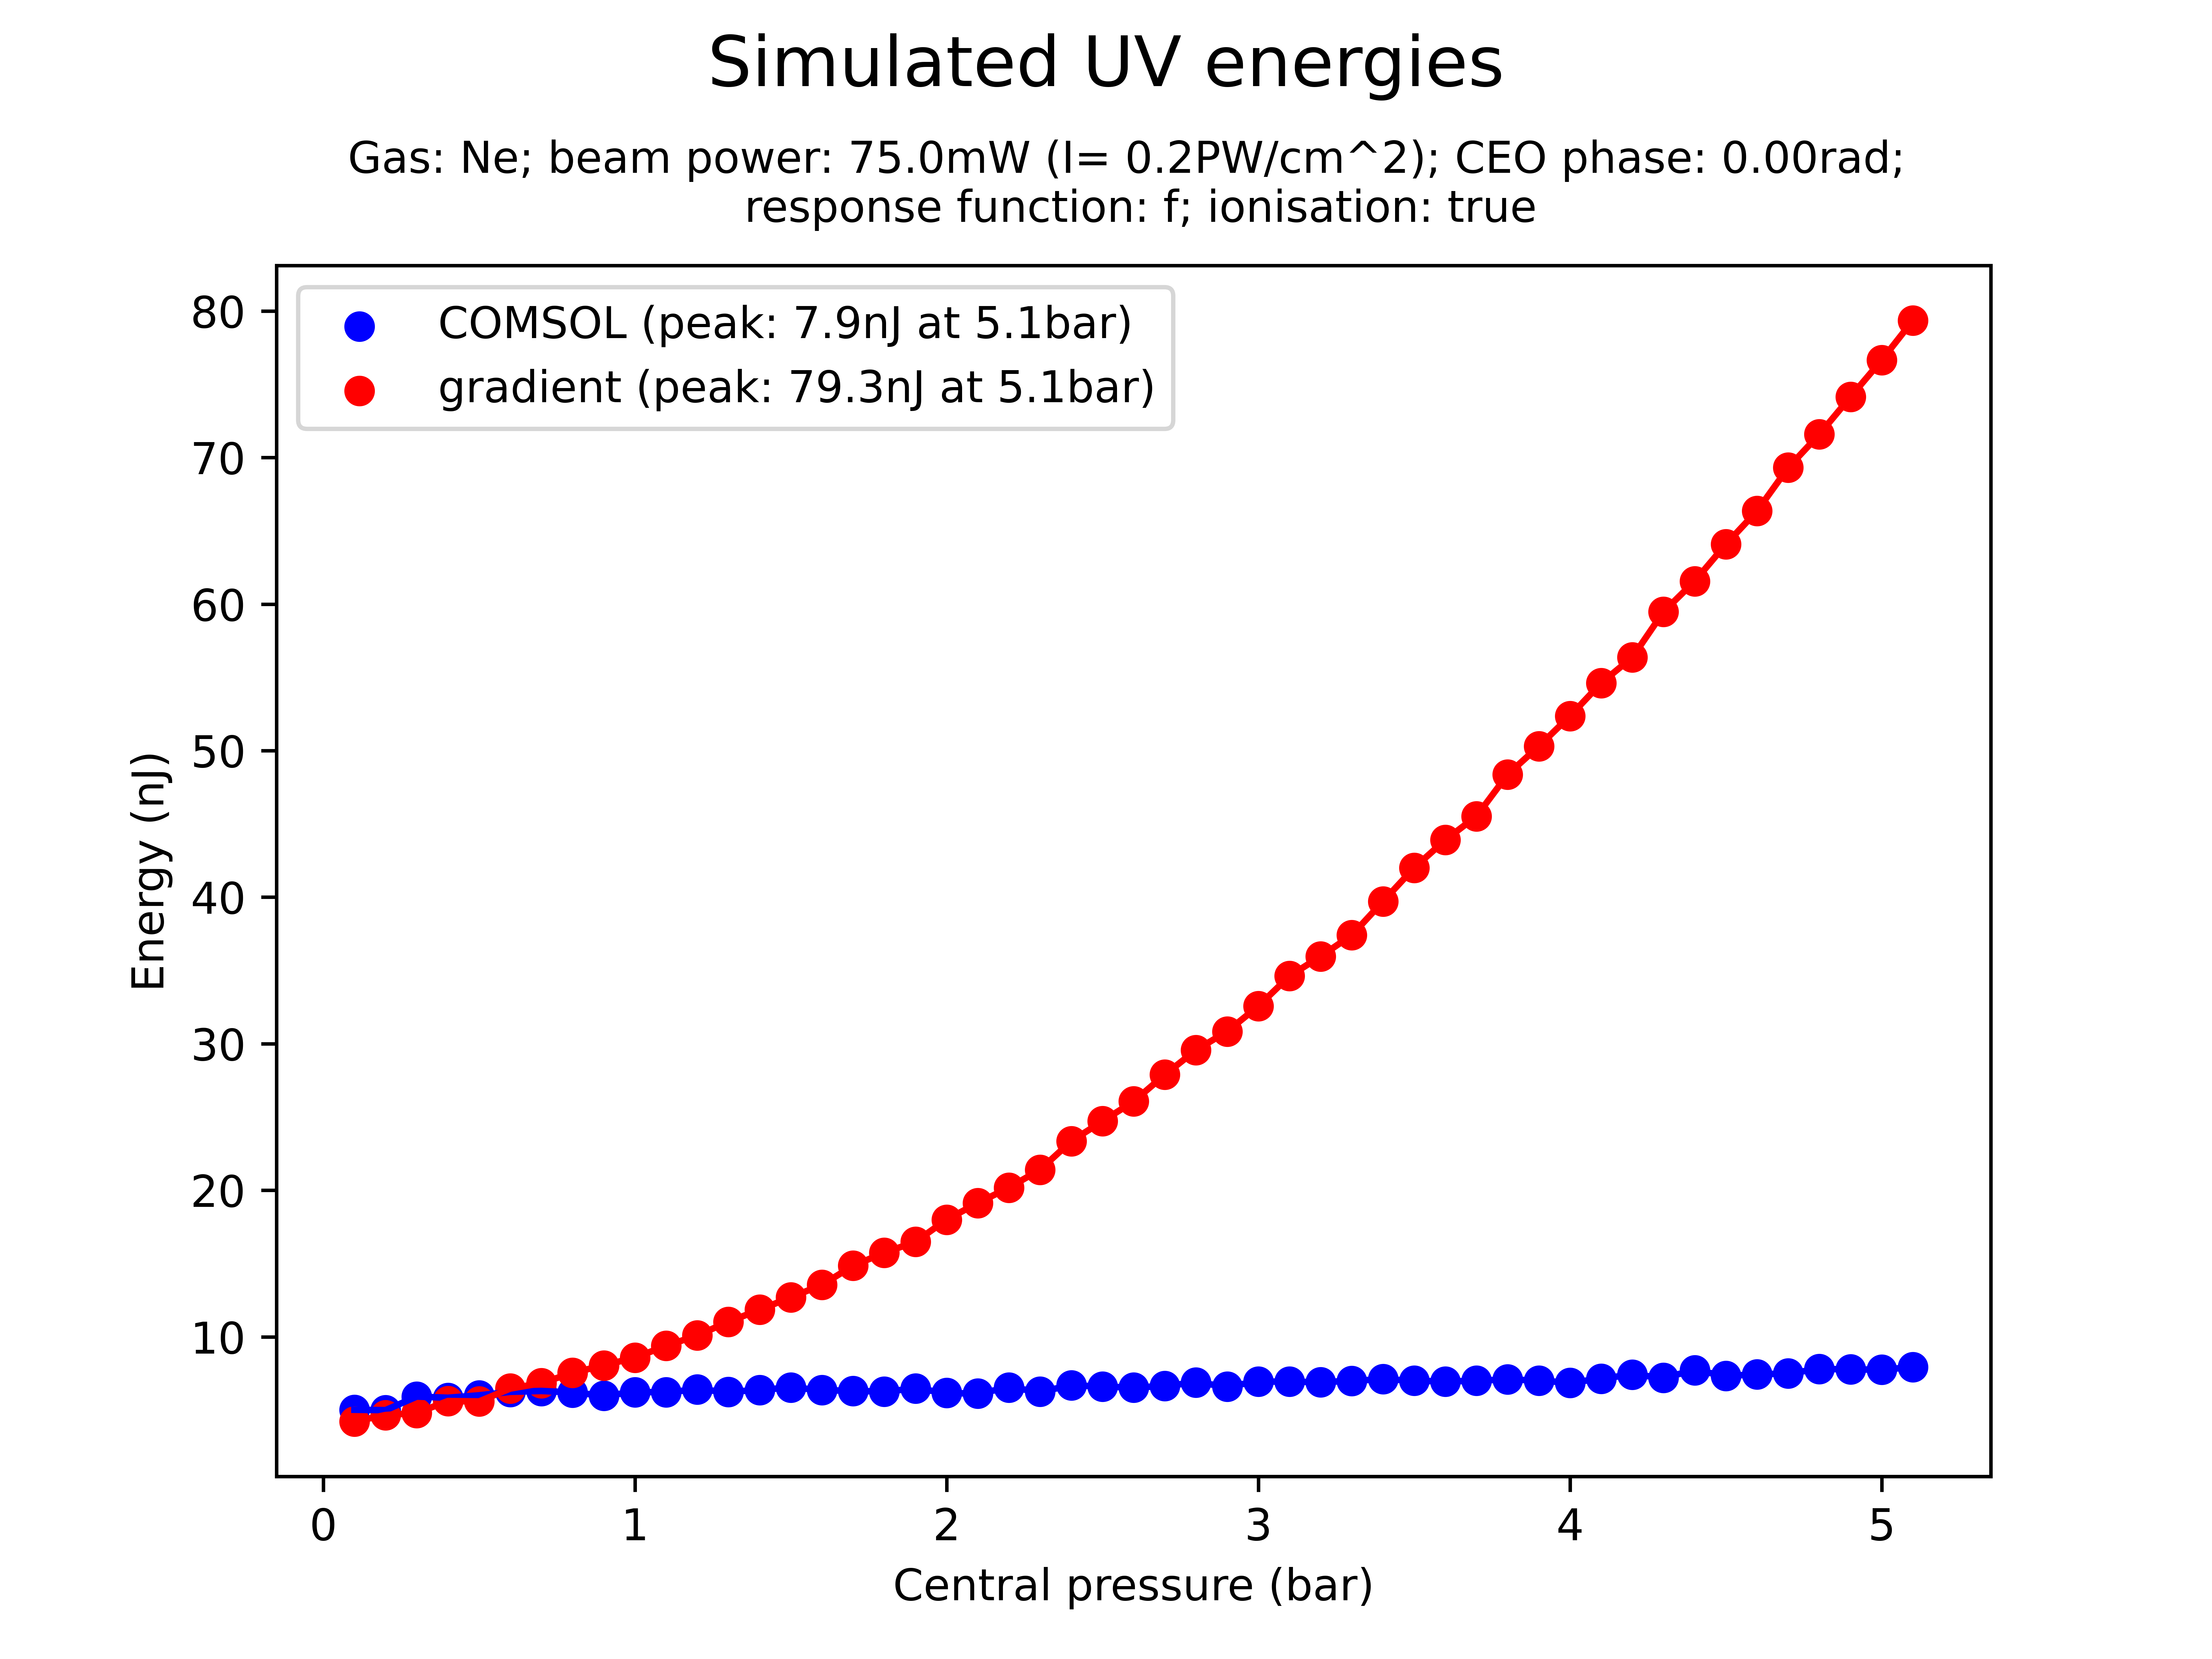 Simulated UV energies
Gas: Ne; beam power: 75.0mW (I= 0.2PW/cm^2); CEO phase: 0.00rad;
response function: f; ionisation: true
COMSOL (peak: 7.9nJ at 5.1bar)
gradient (peak: 79.3nJ at 5.1bar)
80
70
60
50
40
30
20
10
Energy (nJ)
0 1 2 3 4 5
Central pressure (bar)